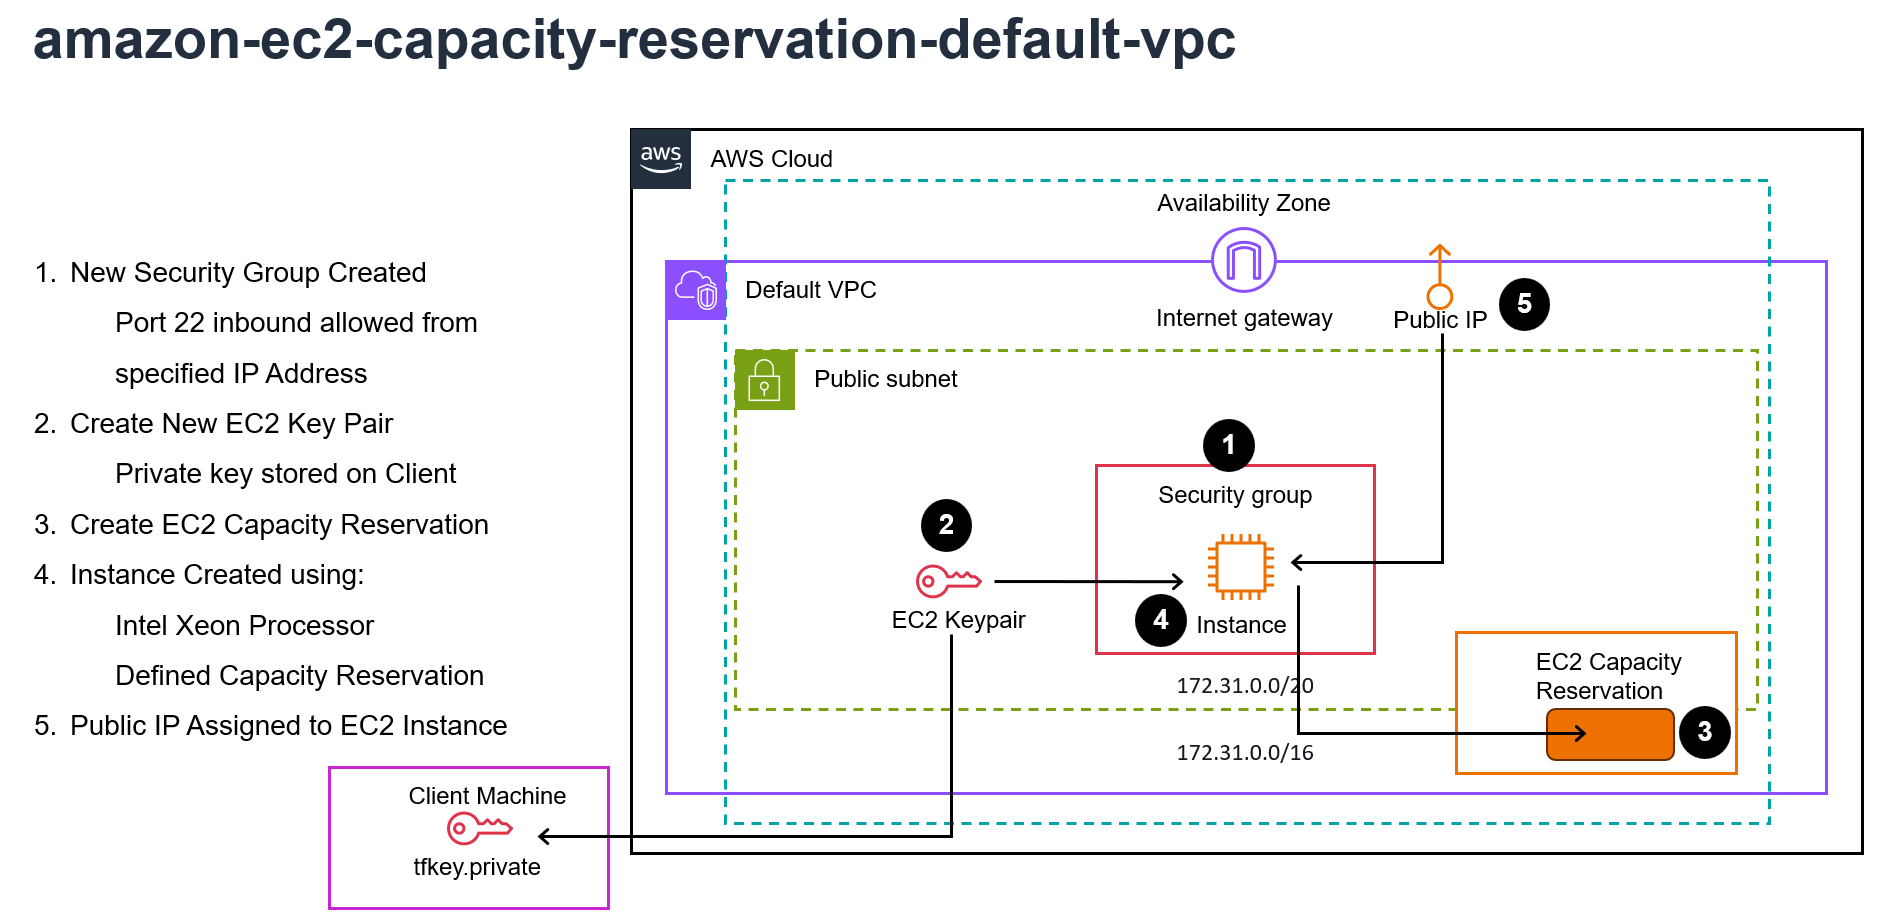 amazon-ec2-capacity-reservation-default-vpc
1. New Security Group Created
Port 22 inbound allowed from
specified IP Address
2. Create New EC2 Key Pair
Private key stored on Client
3. Create EC2 Capacity Reservation
4. Instance Created using:
Intel Xeon Processor
Defined Capacity Reservation
5. Public IP Assigned to EC2 Instance
aws
AWS Cloud
Availability Zone
Default VPC
Internet gateway
Public IP
5
Public subnet
1
Security group
2
EC2 Keypair
4
Instance
172.31.0.0/20
EC2 Capacity
Reservation
3
172.31.0.0/16
Client Machine
tfkey.private